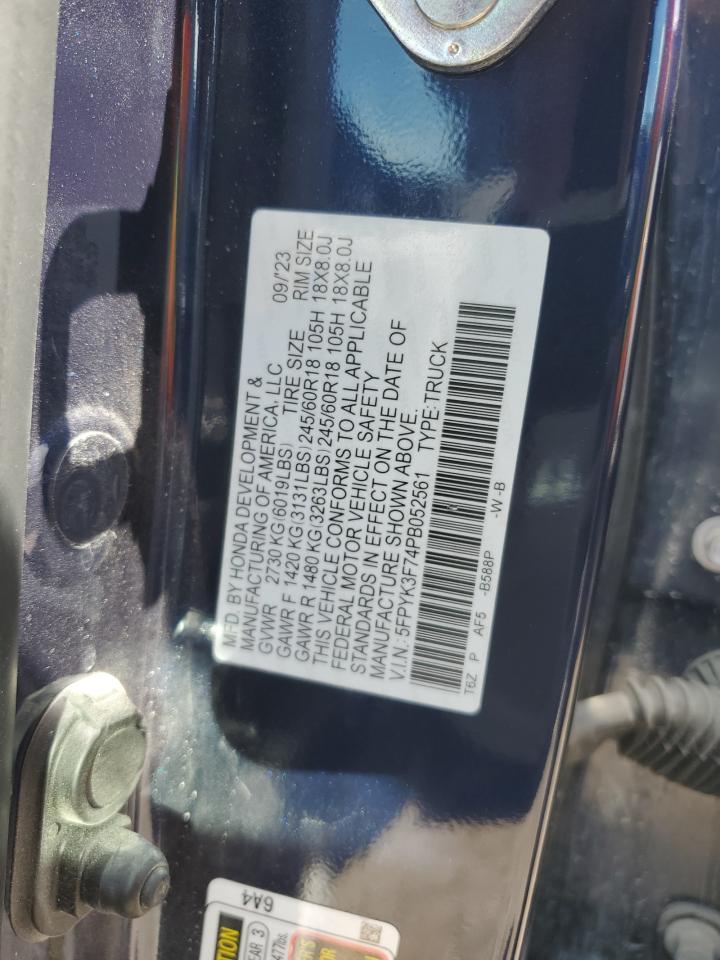 MFD. BY HONDA DEVELOPMENT &
MANUFACTURING OF AMERICA, LLC 09/23
GVWR 2730 KG(6019LBS) TIRE SIZE RIM SIZE
GAWR F 1420 KG(3131LBS)245/60R18 105H 18X8.0J
GAWR R 1480 KG(3263LBS)245/60R18 105H 18X8.0J
THIS VEHICLE CONFORMS TO ALL APPLICABLE
FEDERAL MOTOR VEHICLE SAFETY
STANDARDS IN EFFECT ON THE DATE OF
MANUFACTURE SHOWN ABOVE.
V.I.N.:5FPYK3F74PB052561 TYPE:TRUCK
T6Z P AF5 -B588P -W -B
6A4
EAR 3
477lbs.